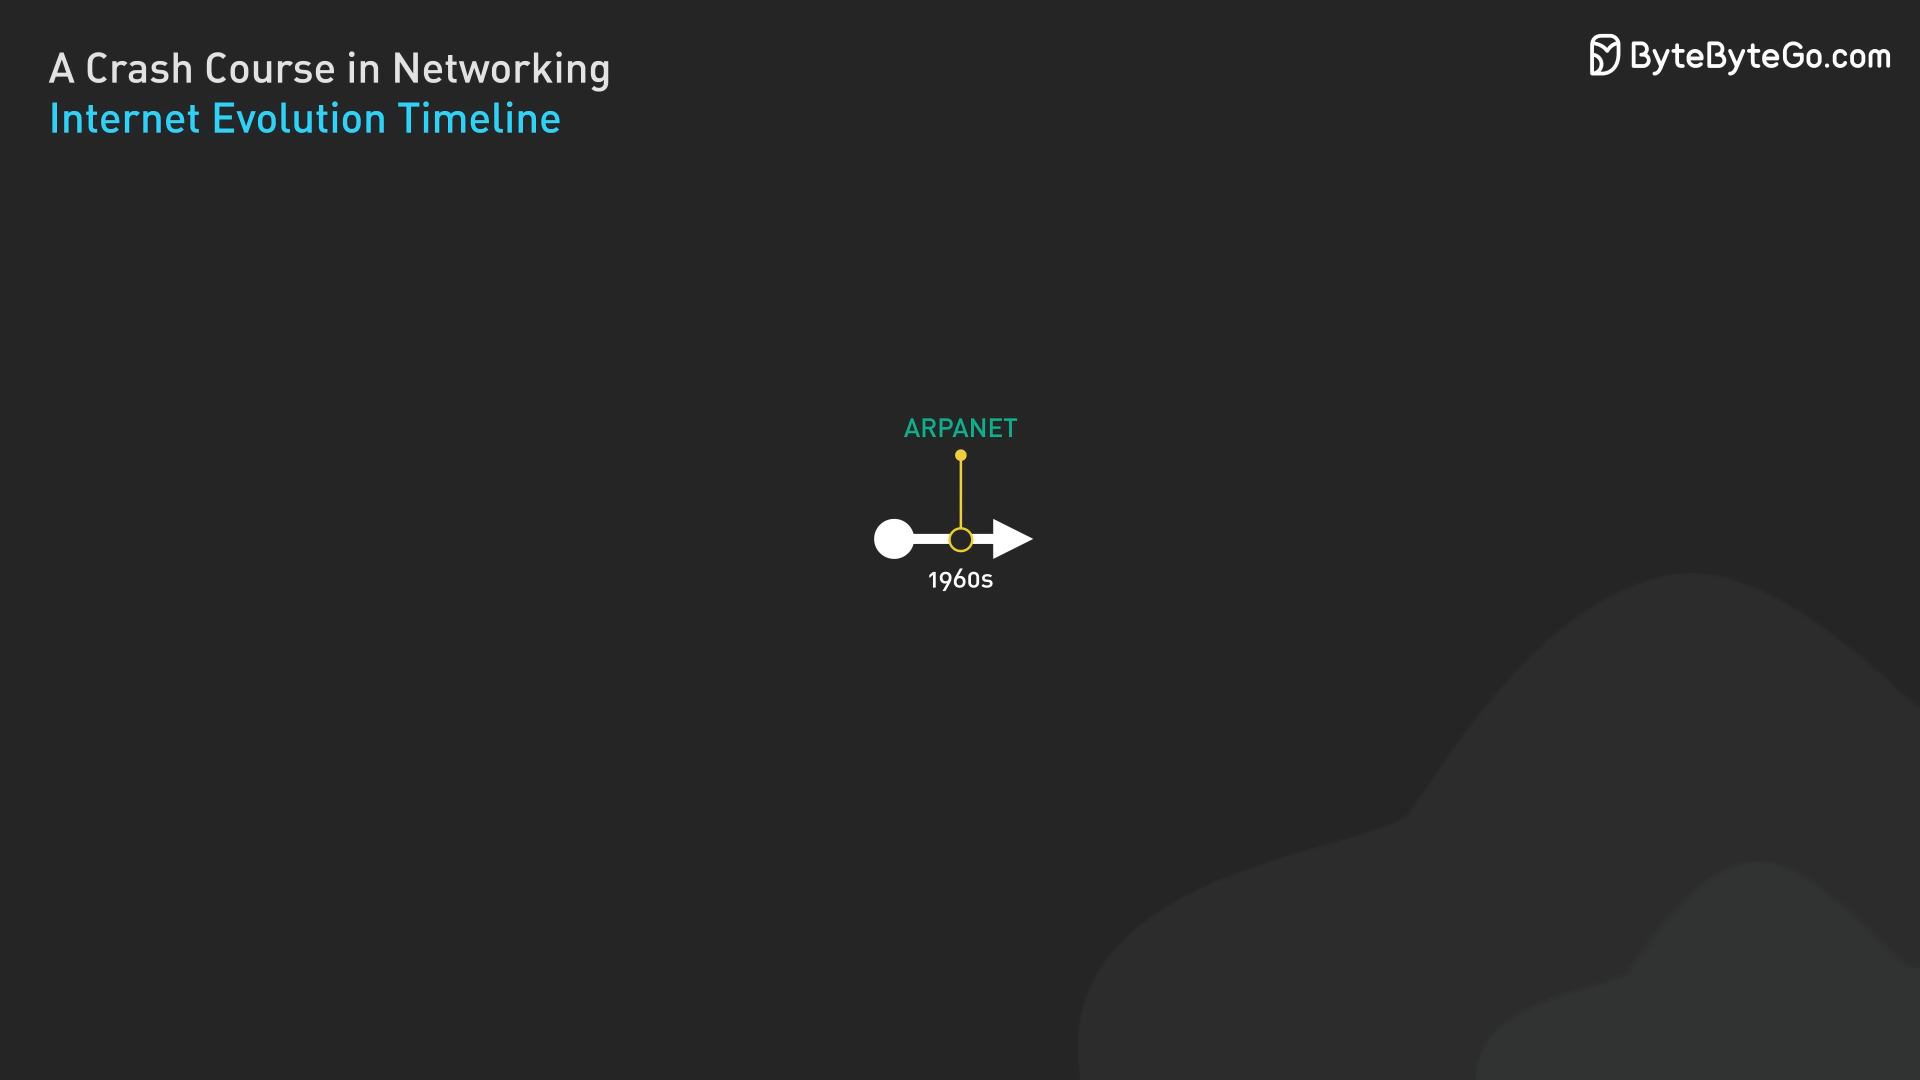 A Crash Course in Networking
Internet Evolution Timeline
ByteByteGo.com
ARPANET
1960s